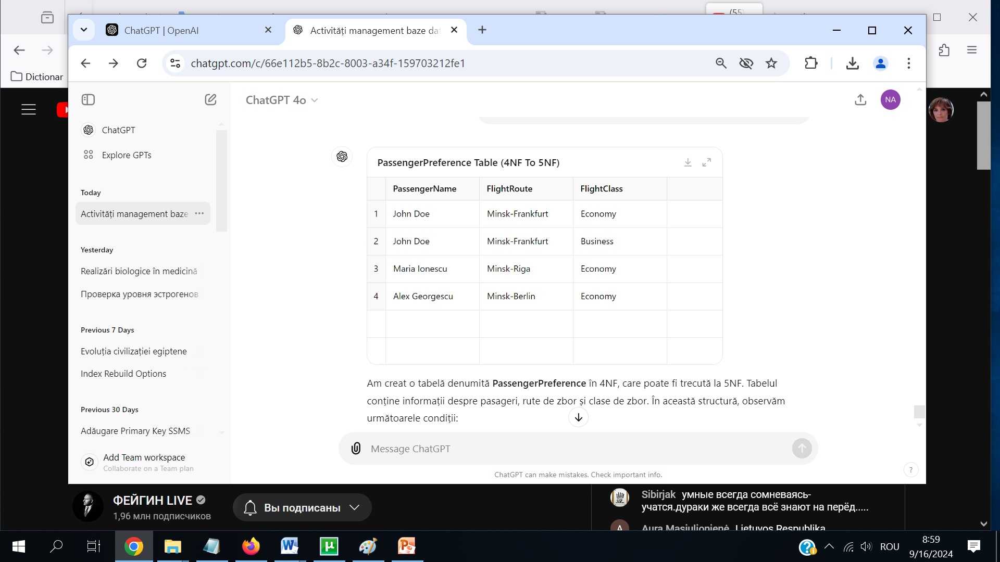 (55)
ChatGPT | OpenAI
Activități management baze dat
chatgpt.com/c/66e112b5-8b2c-8003-a34f-159703212fe1
Dictionar
ChatGPT 4o
NA
ChatGPT
Explore GPTs
Today
Activități management baze
Yesterday
Realizări biologice în medicină
Проверка уровня эстрогенов
Previous 7 Days
Evoluția civilizației egiptene
Index Rebuild Options
Previous 30 Days
Adăugare Primary Key SSMS
Add Team workspace
Collaborate on a Team plan
PassengerPreference Table (4NF To 5NF)
PassengerName FlightRoute FlightClass
1 John Doe Minsk-Frankfurt Economy
2 John Doe Minsk-Frankfurt Business
3 Maria Ionescu Minsk-Riga Economy
4 Alex Georgescu Minsk-Berlin Economy
Am creat o tabelă denumită PassengerPreference în 4NF, care poate fi trecută la 5NF. Tabelul
conține informații despre pasageri, rute de zbor și clase de zbor. În această structură, observăm
următoarele condiții:
Message ChatGPT
ChatGPT can make mistakes. Check important info.
?
ФЕЙГИН LIVE
1,96 млн подписчиков
Вы подписаны
Sibirjak умные всегда сомневаясь-
учатся.дураки же всегда всё знают на перёд.....
A
Aura Masiulionienė Lietuvos Respublika
ROU
8:59
9/16/2024